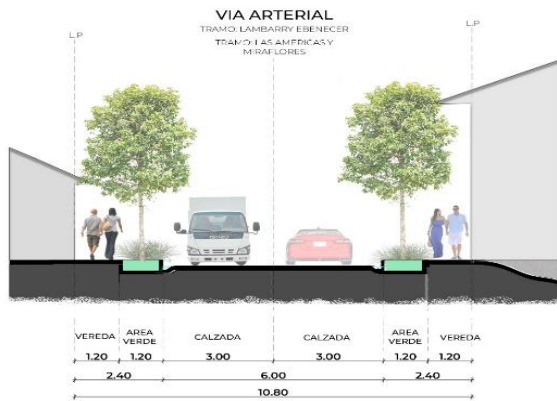 VIA ARTERIAL
TRAMO: LAMBARRY EBENECER
TRAMO: LAS AMERICAS Y
MIRAFLORES
L.P L.P
VEREDA AREA VERDE CALZADA CALZADA AREA VERDE VEREDA
1.20 1.20 3.00 3.00 1.20 1.20
2.40 6.00 2.40
10.80